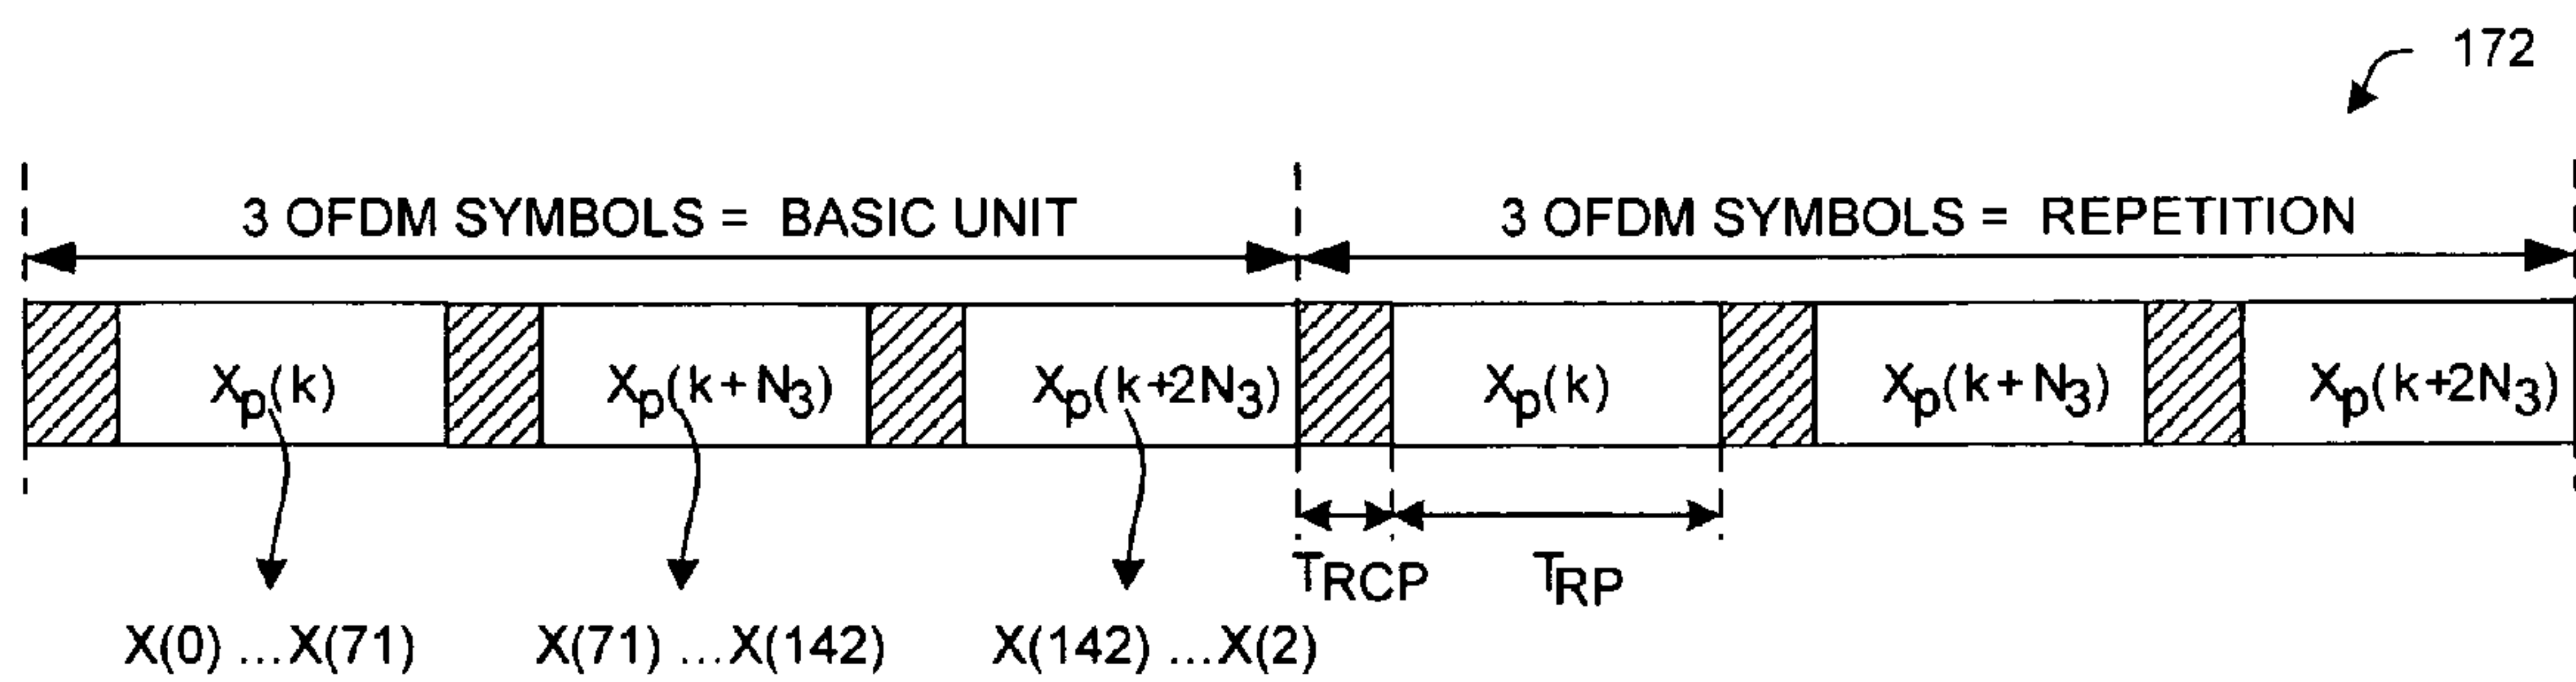 172
3 OFDM SYMBOLS = BASIC UNIT
3 OFDM SYMBOLS = REPETITION
Xp(k)
Xp(k+N3)
Xp(k+2N3)
Xp(k)
Xp(k+N3)
Xp(k+2N3)
TRCP
TRP
X(0) ...X(71)
X(71) ...X(142)
X(142) ...X(2)